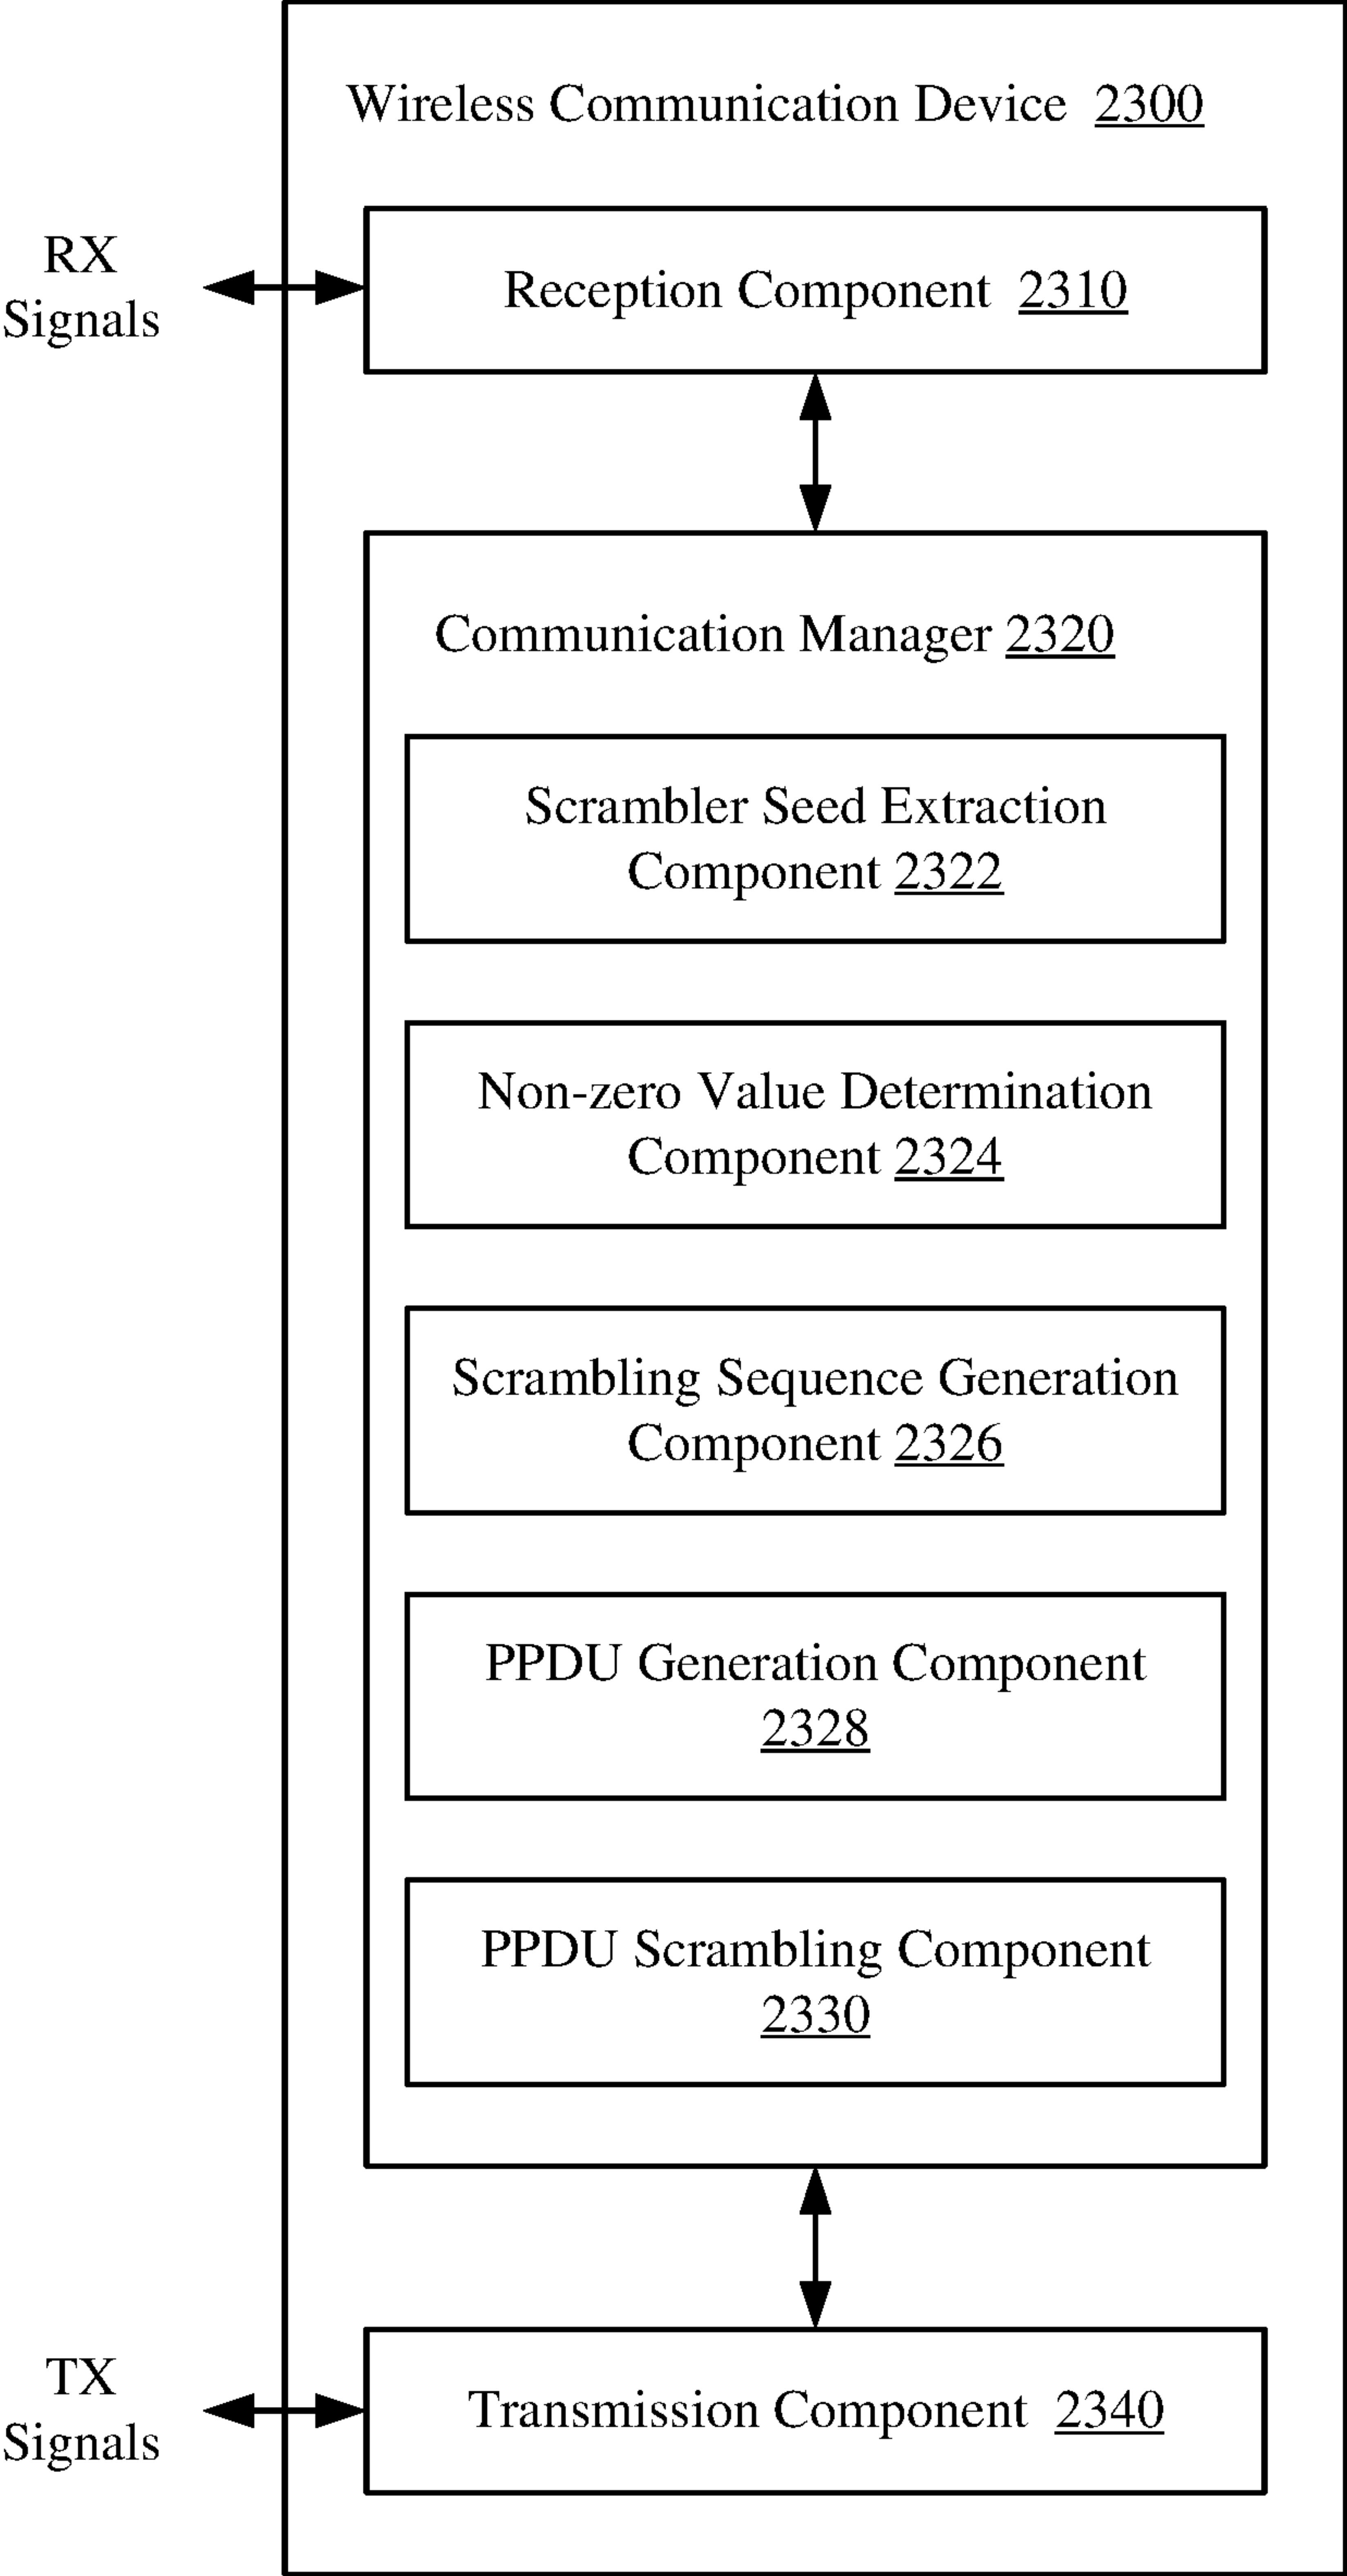 Wireless Communication Device 2300
RX
Signals
Reception Component 2310
Communication Manager 2320
Scrambler Seed Extraction
Component 2322
Non-zero Value Determination
Component 2324
Scrambling Sequence Generation
Component 2326
PPDU Generation Component
2328
PPDU Scrambling Component
2330
TX
Signals
Transmission Component 2340